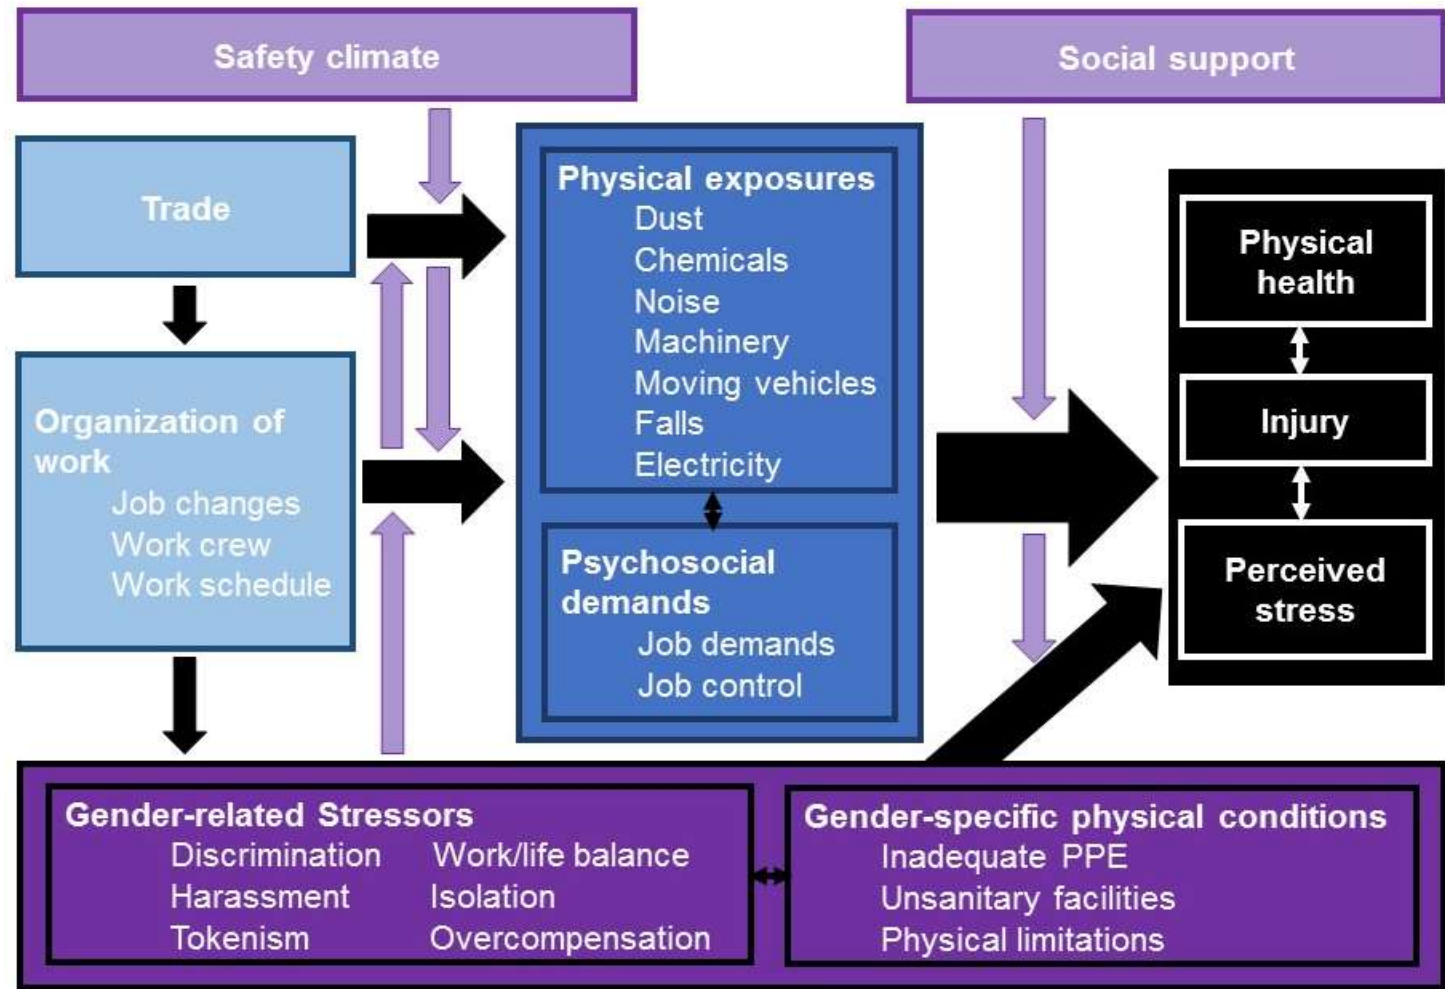 Safety climate
Social support
Trade
Organization of
work
Job changes
Work crew
Work schedule
Physical exposures
Dust
Chemicals
Noise
Machinery
Moving vehicles
Falls
Electricity
Psychosocial
demands
Job demands
Job control
Physical
health
Injury
Perceived
stress
Gender-related Stressors
Discrimination Work/life balance
Harassment Isolation
Tokenism Overcompensation
Gender-specific physical conditions
Inadequate PPE
Unsanitary facilities
Physical limitations